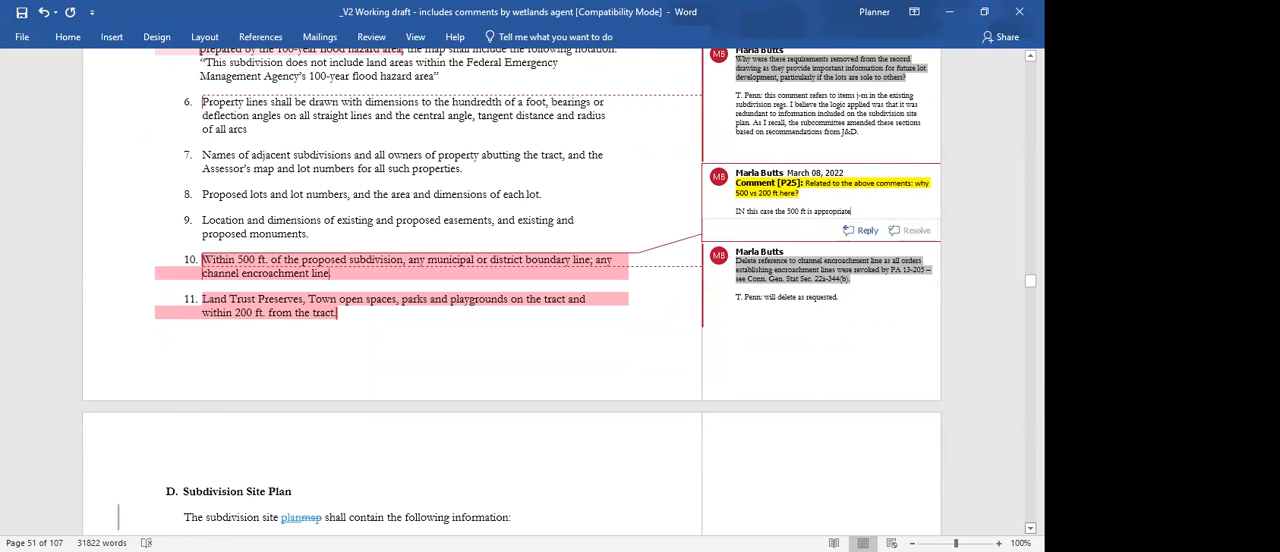 _V2 Working draft - includes comments by wetlands agent [Compatibility Mode] - Word
Planner
File Home Insert Design Layout References Mailings Review View Help Tell me what you want to do
Share
prepared by the 100-year flood hazard area, the map shall include the following notation:
“This subdivision does not include land areas within the Federal Emergency
Management Agency’s 100-year flood hazard area”
6. Property lines shall be drawn with dimensions to the hundredth of a foot, bearings or
deflection angles on all straight lines and the central angle, tangent distance and radius
of all arcs
7. Names of adjacent subdivisions and all owners of property abutting the tract, and the
Assessor’s map and lot numbers for all such properties.
8. Proposed lots and lot numbers, and the area and dimensions of each lot.
9. Location and dimensions of existing and proposed easements, and existing and
proposed monuments.
10. Within 500 ft. of the proposed subdivision, any municipal or district boundary line; any
channel encroachment line
11. Land Trust Preserves, Town open spaces, parks and playgrounds on the tract and
within 200 ft. from the tract.
D. Subdivision Site Plan
The subdivision site planmap shall contain the following information:
MB
Marla Butts
Why were these requirements removed from the record
drawing as they provide important information for future lot
development, particularly if the lots are sole to others?
T. Penn: this comment refers to items j-m in the existing
subdivision regs. I believe the logic applied was that it was
redundant to information included on the subdivision site
plan. As I recall, the subcommittee amended these sections
based on recommendations from J&D.
MB
Marla Butts March 08, 2022
Comment [P25]: Related to the above comments: why
500 vs 200 ft here?
IN this case the 500 ft is appropriate
Reply Resolve
MB
Marla Butts
Delete reference to channel encroachment line as all orders
establishing encroachment lines were revoked by PA 13-205 –
see Conn. Gen. Stat Sec. 22a-344(b).
T. Penn: will delete as requested.
Page 51 of 107 31822 words
100%